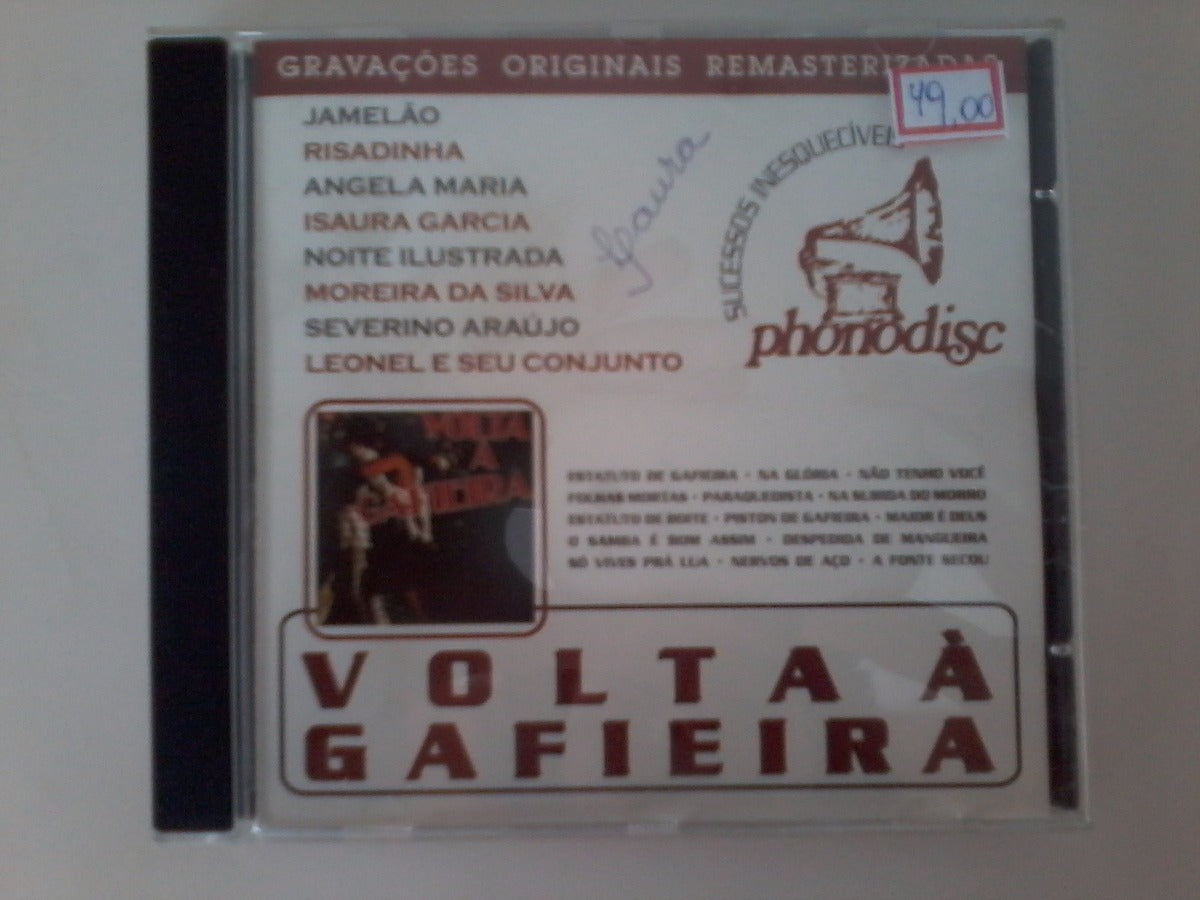 GRAVAÇÕES ORIGINAIS REMASTERIZADAS
49,00
JAMELÃO
RISADINHA
ANGELA MARIA
ISAURA GARCIA
NOITE ILUSTRADA
MOREIRA DA SILVA
SEVERINO ARAÚJO
LEONEL E SEU CONJUNTO
SUCESSOS INESQUECÍVEIS
phonodisc
VOLTA
À
GAFIEIRA
ESTATUTO DE GAFIEIRA · NA GLÓRIA · NÃO TENHO VOCÊ
FOLHAS MORTAS · PARAQUEDISTA · NA SUBIDA DO MORRO
ESTATUTO DE BOITE · PISTON DE GAFIEIRA · MAIOR É DEUS
O SAMBA É BOM ASSIM · DESPEDIDA DE MANGUEIRA
SÓ VIVES PRÁ LUA · NERVOS DE AÇO · A FONTE SECOU
VOLTA À
GAFIEIRA